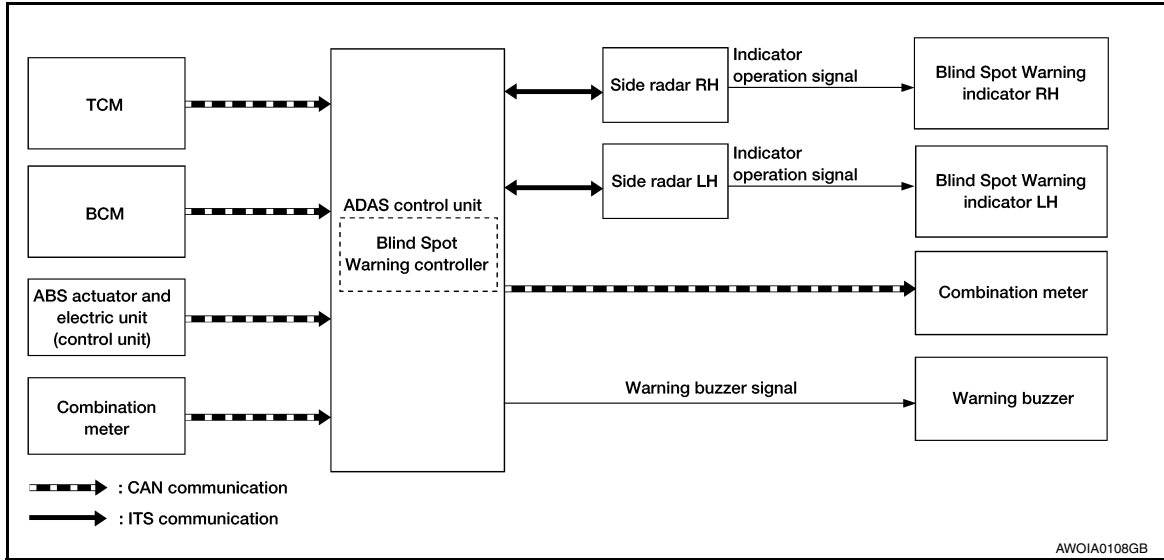 TCM
BCM
ABS actuator and
electric unit
(control unit)
Combination
meter
ADAS control unit
Blind Spot
Warning controller
Side radar RH
Indicator
operation signal
Blind Spot Warning
indicator RH
Side radar LH
Indicator
operation signal
Blind Spot Warning
indicator LH
Combination meter
Warning buzzer signal
Warning buzzer
: CAN communication
: ITS communication
AWOIA0108GB